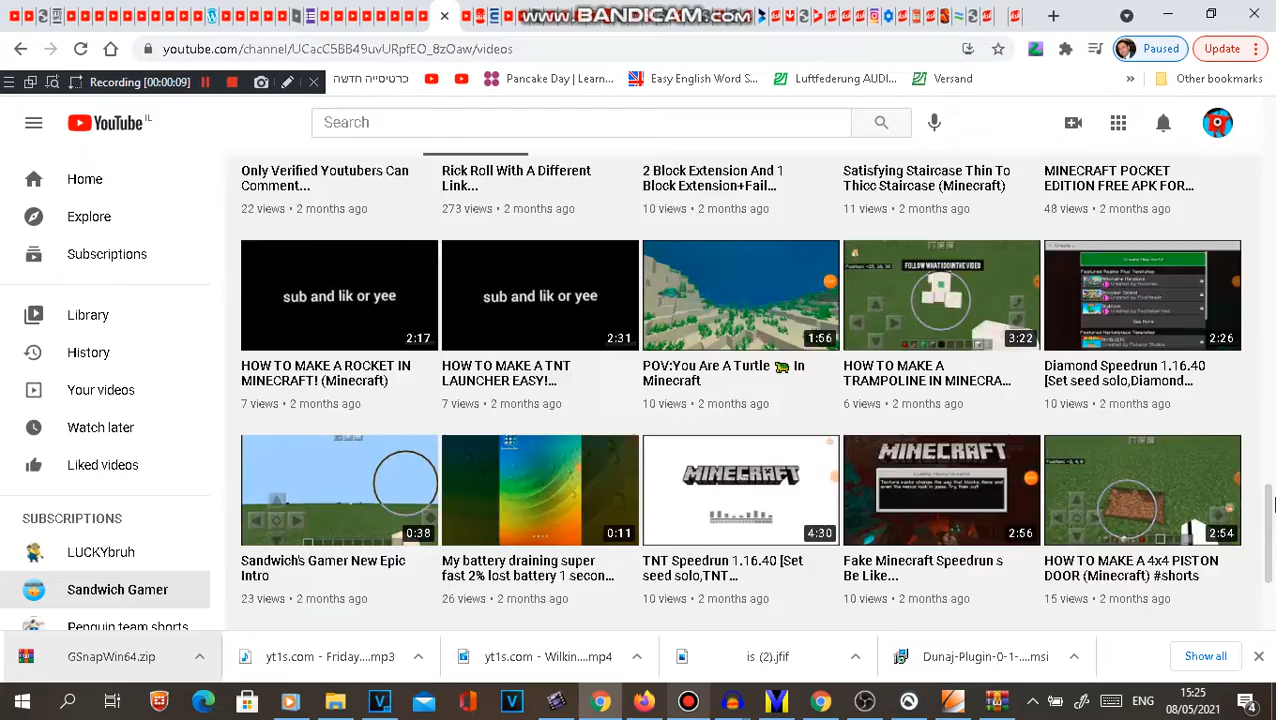 WWW.BANDICAM.COM
youtube.com/channel/UCacC5BB49uvURpfEO_8zOaw/videos
Paused
Update
Recording [00:00:09]
כרטיסייה חדשה
Pancake Day | Learn...
Easy English Word S...
Luftfederung AUDI...
Versand
»
Other bookmarks
YouTube IL
Search
Home
Explore
Subscriptions
Library
History
Your videos
Watch later
Liked videos
SUBSCRIPTIONS
LUCKYbruh
Sandwich Gamer
Penguin team shorts
Only Verified Youtubers Can
Comment...
22 views • 2 months ago
Rick Roll With A Different
Link...
273 views • 2 months ago
2 Block Extension And 1
Block Extension+Fail...
10 views • 2 months ago
Satisfying Staircase Thin To
Thicc Staircase (Minecraft)
11 views • 2 months ago
MINECRAFT POCKET
EDITION FREE APK FOR...
48 views • 2 months ago
sub and lik or yee
2:17
HOW TO MAKE A ROCKET IN
MINECRAFT! (Minecraft)
7 views • 2 months ago
sub and lik or yee
2:31
HOW TO MAKE A TNT
LAUNCHER EASY!...
7 views • 2 months ago
1:56
POV:You Are A Turtle 🐢 In
Minecraft
10 views • 2 months ago
FOLLOW WHAT I DO IN THE VIDEO
3:22
HOW TO MAKE A
TRAMPOLINE IN MINECRA...
6 views • 2 months ago
2:26
Diamond Speedrun 1.16.40
[Set seed solo,Diamond...
10 views • 2 months ago
0:38
Sandwich's Gamer New Epic
Intro
23 views • 2 months ago
0:11
My battery draining super
fast 2% lost battery 1 secon...
26 views • 2 months ago
MINECRAFT
4:30
TNT Speedrun 1.16.40 [Set
seed solo,TNT...
10 views • 2 months ago
MINECRAFT
2:56
Fake Minecraft Speedrun s
Be Like...
10 views • 2 months ago
2:54
HOW TO MAKE A 4x4 PISTON
DOOR (Minecraft) #shorts
15 views • 2 months ago
GSnapWin64.zip
yt1s.com - Friday....mp3
yt1s.com - Wilkin....mp4
is (2).jfif
Dunaj-Plugin-0-1-....msi
Show all
ENG
15:25
08/05/2021
4